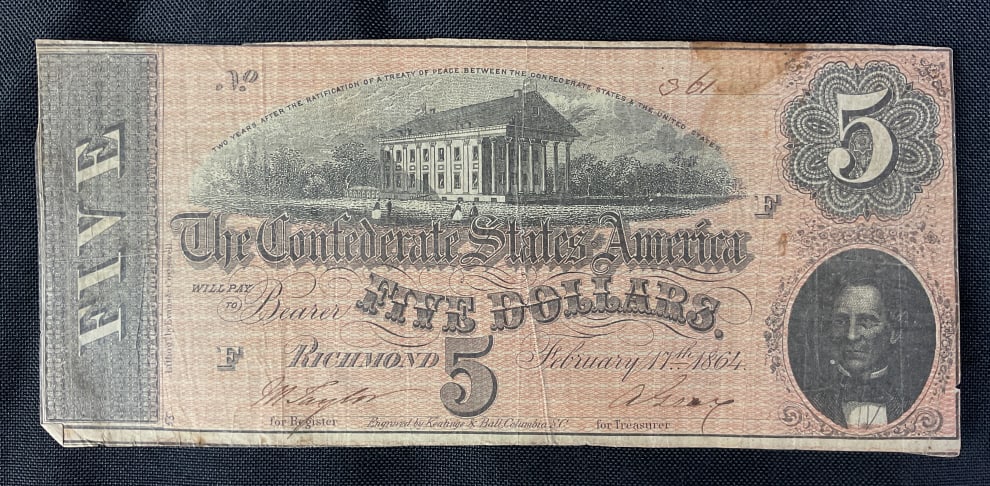 FIVE
No
TWO YEARS AFTER THE RATIFICATION OF A TREATY OF PEACE BETWEEN THE CONFEDERATE STATES & THE UNITED STATES
5
F
The Confederate States of America
WILL PAY
TO Bearer FIVE DOLLARS.
F RICHMOND 5 February 17th 1864.
for Register Engraved by Keatinge & Ball, Columbia, S.C. for Treasurer